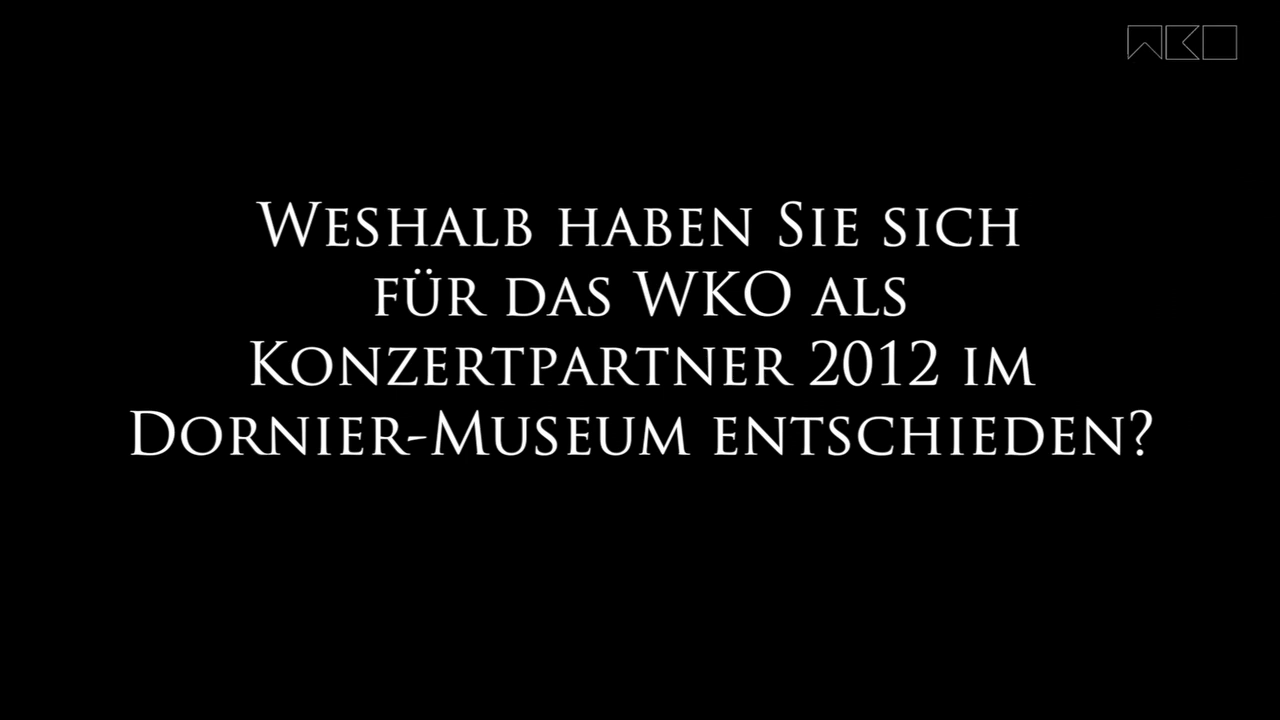 WKO
Weshalb haben Sie sich
für das WKO als
Konzertpartner 2012 im
Dornier-Museum entschieden?